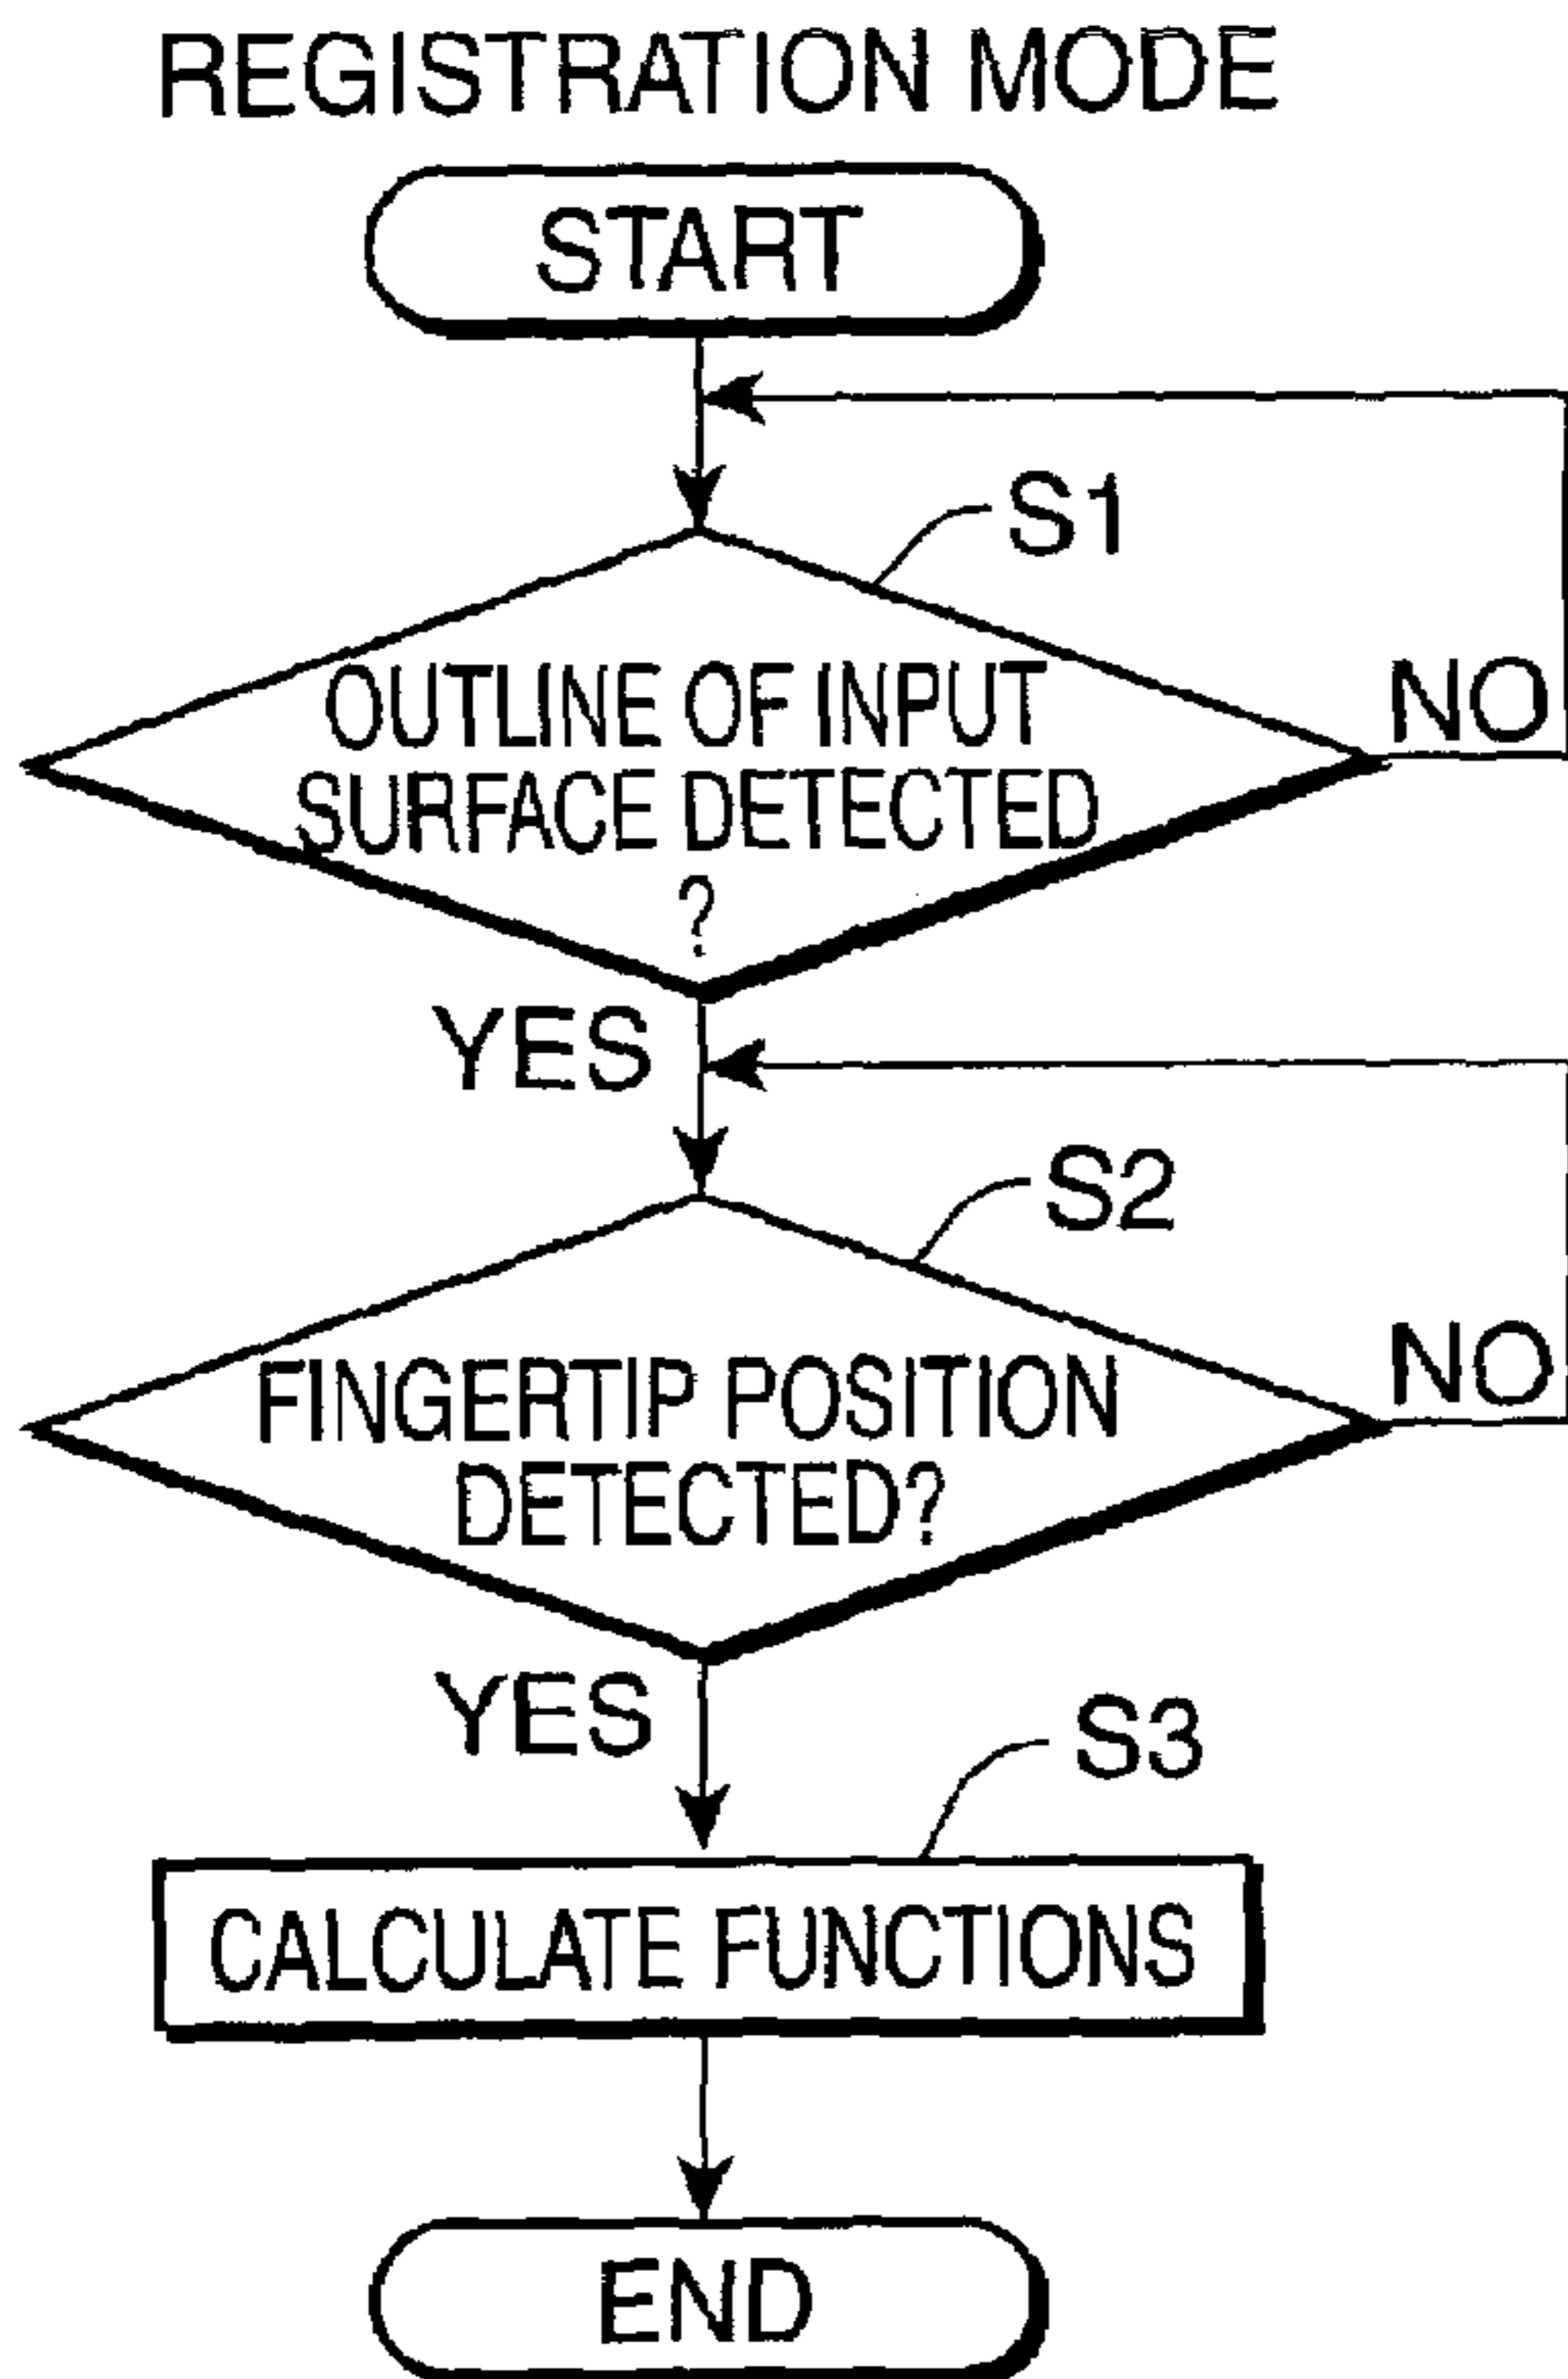 REGISTRATION MODE
START
S1
OUTLINE OF INPUT
SURFACE DETECTED
?
NO
YES
S2
FINGERTIP POSITION
DETECTED?
NO
YES
S3
CALCULATE FUNCTIONS
END